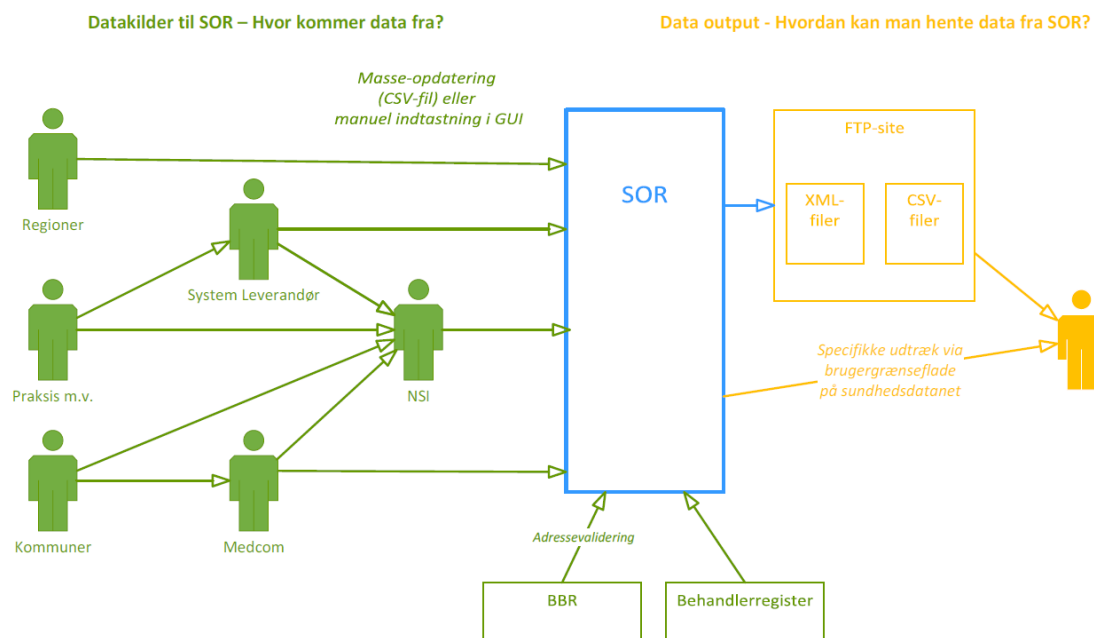 Datakilder til SOR – Hvor kommer data fra?
Data output - Hvordan kan man hente data fra SOR?
Masse-opdatering
(CSV-fil) eller
manuel indtastning i GUI
FTP-site
SOR
XML-
filer
CSV-
filer
Regioner
System Leverandør
Praksis m.v.
NSI
Specifikke udtræk via
brugergrænseflade
på sundhedsdatanet
Kommuner
Medcom
Adressevalidering
BBR
Behandlerregister